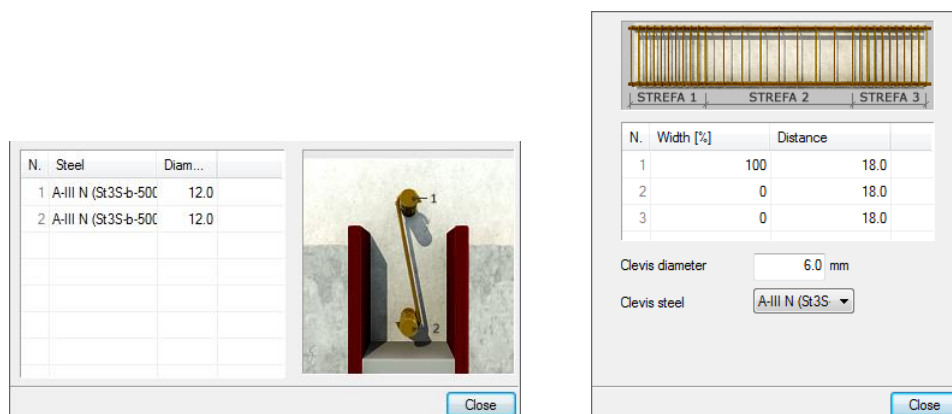 N. Steel Diam...
1 A-III N (St3S-b-500 12.0
2 A-III N (St3S-b-500 12.0
1
2
Close
STREFA 1 STREFA 2 STREFA 3
N. Width [%] Distance
1 100 18.0
2 0 18.0
3 0 18.0
Clevis diameter 6.0 mm
Clevis steel A-III N (St3S-
Close